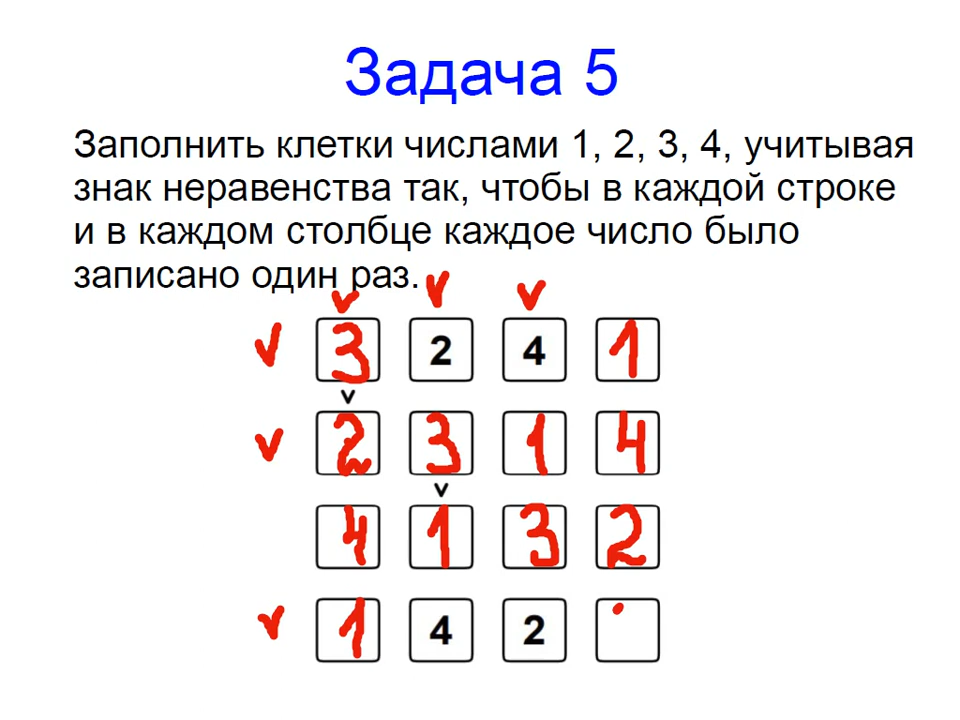 Задача 5
Заполнить клетки числами 1, 2, 3, 4, учитывая
знак неравенства так, чтобы в каждой строке
и в каждом столбце каждое число было
записано один раз.
3 2 4 1
2 3 1 4
4 1 3 2
1 4 2